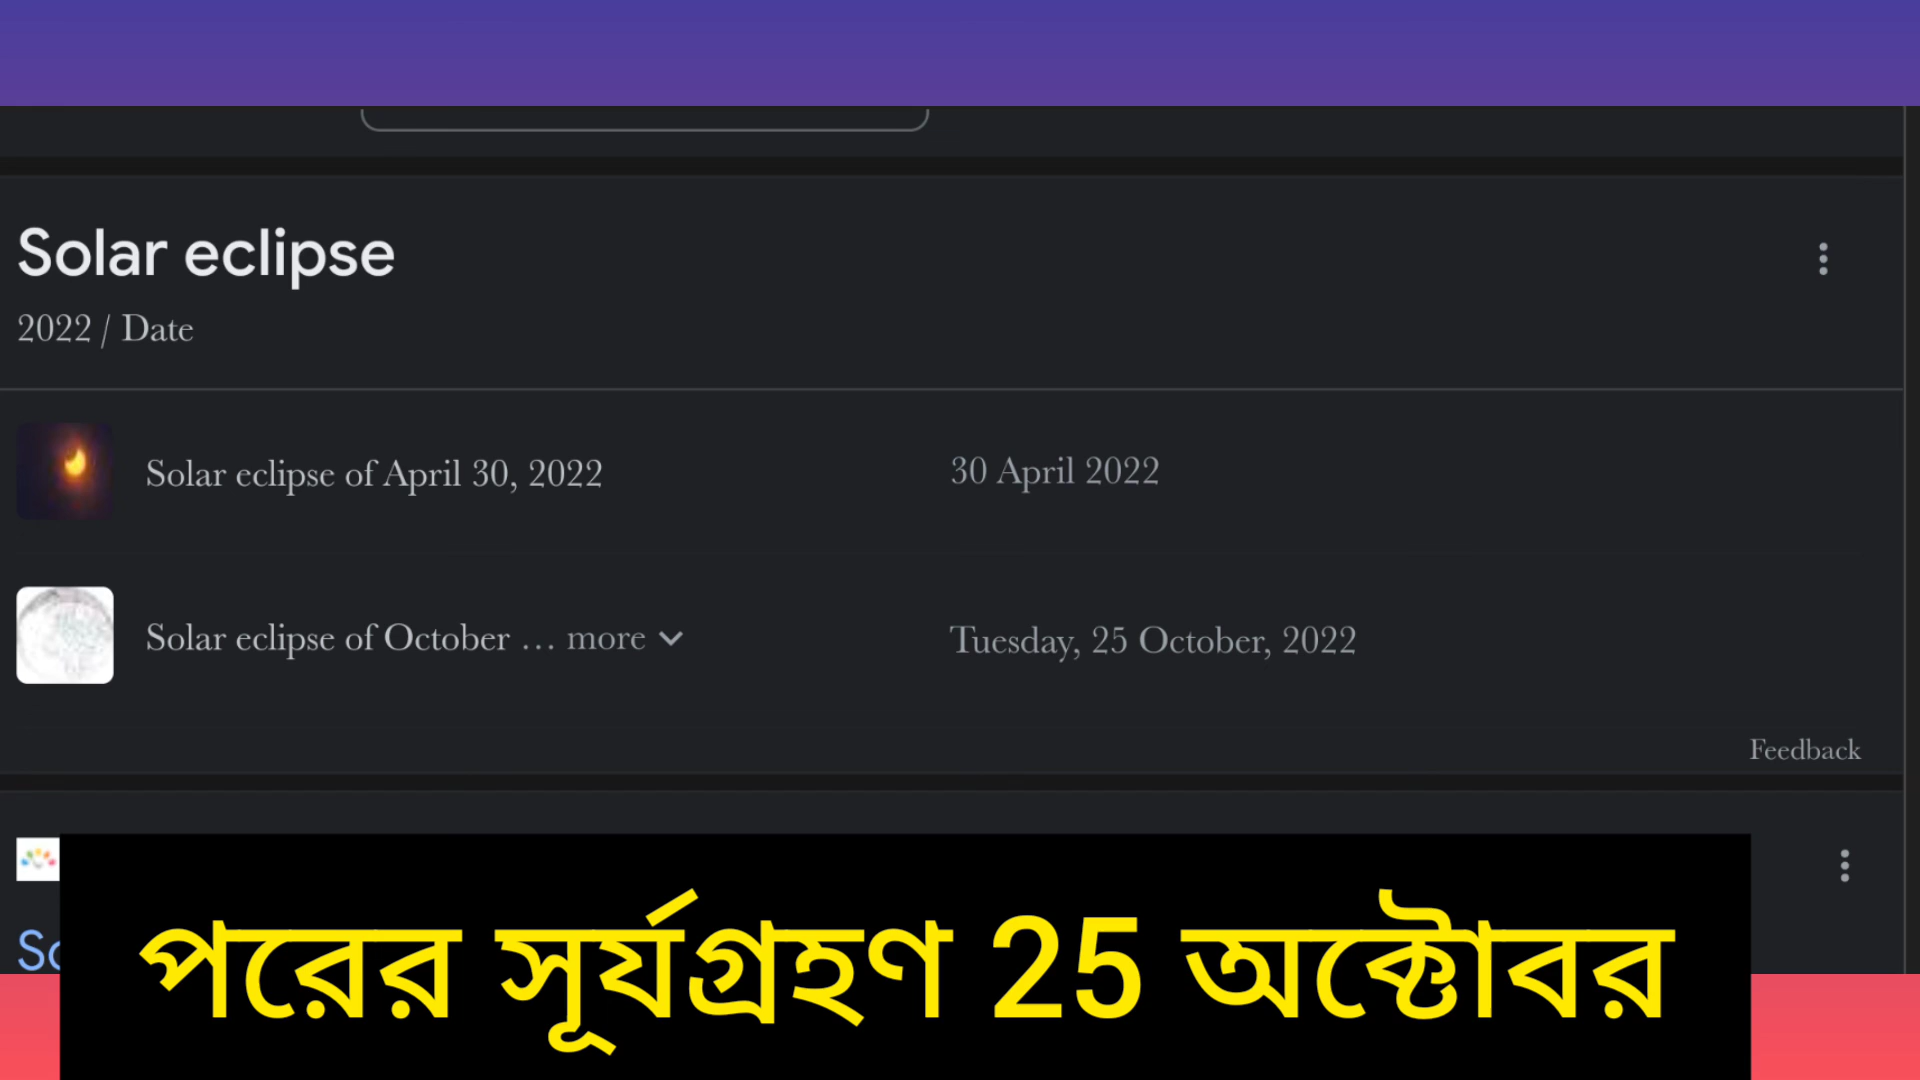 Solar eclipse
2022 / Date
Solar eclipse of April 30, 2022 30 April 2022
Solar eclipse of October … more Tuesday, 25 October, 2022
Feedback
পরের সূর্যগ্রহণ 25 অক্টোবর